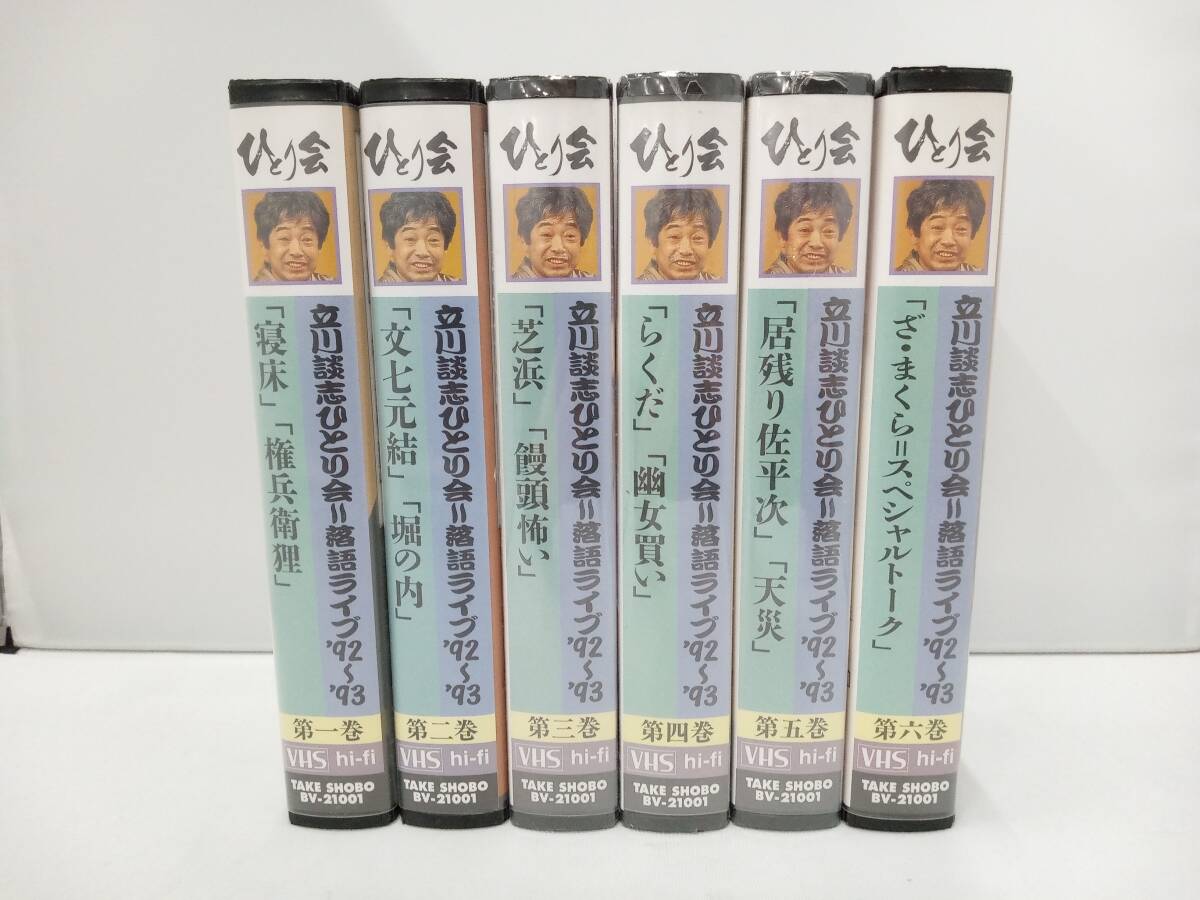 ひとり会
立川談志ひとり会=落語ライブ'92～'93
「寝床」「権兵衛狸」
第一巻
VHS hi-fi
TAKE SHOBO
BV-21001
ひとり会
立川談志ひとり会=落語ライブ'92～'93
「文七元結」「堀の内」
第二巻
VHS hi-fi
TAKE SHOBO
BV-21001
ひとり会
立川談志ひとり会=落語ライブ'92～'93
「芝浜」「饅頭怖い」
第三巻
VHS hi-fi
TAKE SHOBO
BV-21001
ひとり会
立川談志ひとり会=落語ライブ'92～'93
「らくだ」「幽女買い」
第四巻
VHS hi-fi
TAKE SHOBO
BV-21001
ひとり会
立川談志ひとり会=落語ライブ'92～'93
「居残り佐平次」「天災」
第五巻
VHS hi-fi
TAKE SHOBO
BV-21001
ひとり会
立川談志ひとり会=落語ライブ'92～'93
「ざ・まくら=スペシャルトーク」
第六巻
VHS hi-fi
TAKE SHOBO
BV-21001